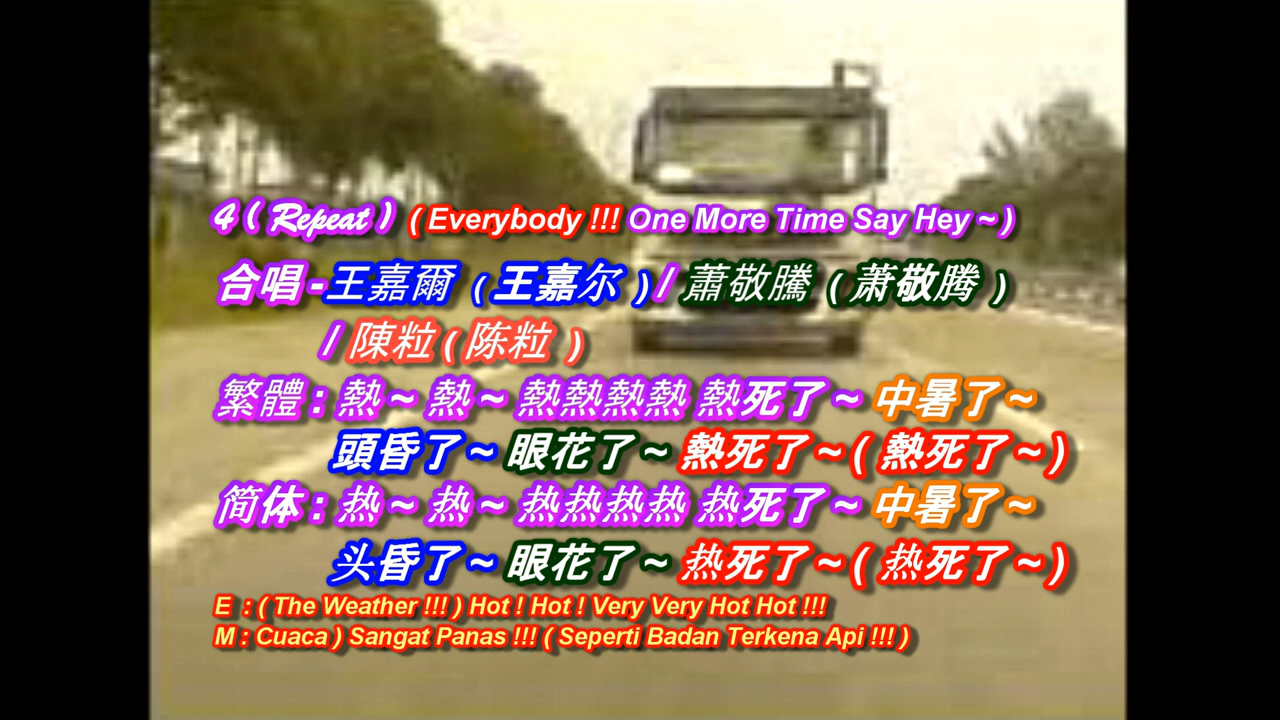 4 ( Repeat ) ( Everybody !!! One More Time Say Hey ~ )
合唱 - 王嘉爾 ( 王嘉尔 ) / 蕭敬騰 ( 萧敬腾 )
/ 陳粒 ( 陈粒 )
繁體 : 熱 ~ 熱 ~ 熱熱熱熱 熱死了 ~ 中暑了 ~
頭昏了 ~ 眼花了 ~ 熱死了 ~ ( 熱死了 ~ )
简体 : 热 ~ 热 ~ 热热热热 热死了 ~ 中暑了 ~
头昏了 ~ 眼花了 ~ 热死了 ~ ( 热死了 ~ )
E : ( The Weather !!! ) Hot ! Hot ! Very Very Hot Hot !!!
M : Cuaca ) Sangat Panas !!! ( Seperti Badan Terkena Api !!! )